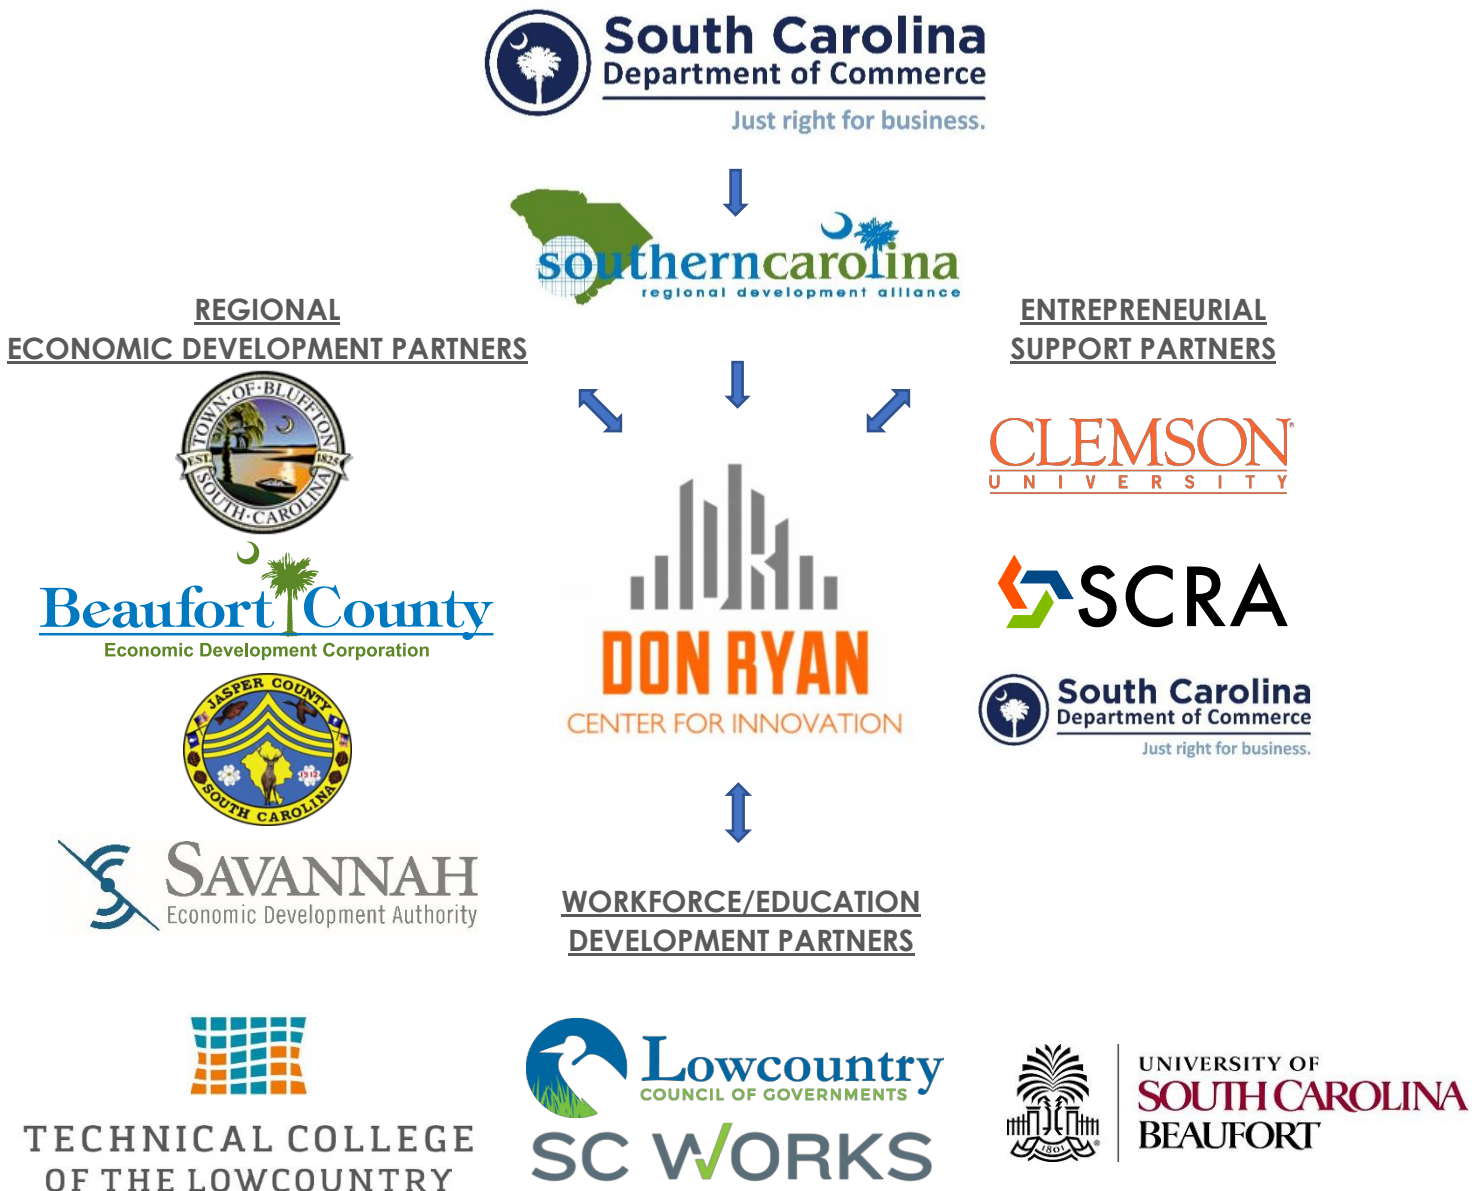 South Carolina
Department of Commerce
Just right for business.
southerncarolina
regional development alliance
REGIONAL
ECONOMIC DEVELOPMENT PARTNERS
ENTREPRENEURIAL
SUPPORT PARTNERS
TOWN·OF·BLUFFTON
EST. 1825
SOUTH·CAROLINA
Beaufort County
Economic Development Corporation
JASPER COUNTY
1912
SOUTH CAROLINA
SAVANNAH
Economic Development Authority
DON RYAN
CENTER FOR INNOVATION
CLEMSON®
UNIVERSITY
SCRA
South Carolina
Department of Commerce
Just right for business.
WORKFORCE/EDUCATION
DEVELOPMENT PARTNERS
TECHNICAL COLLEGE
OF THE LOWCOUNTRY
Lowcountry
COUNCIL OF GOVERNMENTS
SC WORKS
1801
UNIVERSITY OF
SOUTH CAROLINA
BEAUFORT